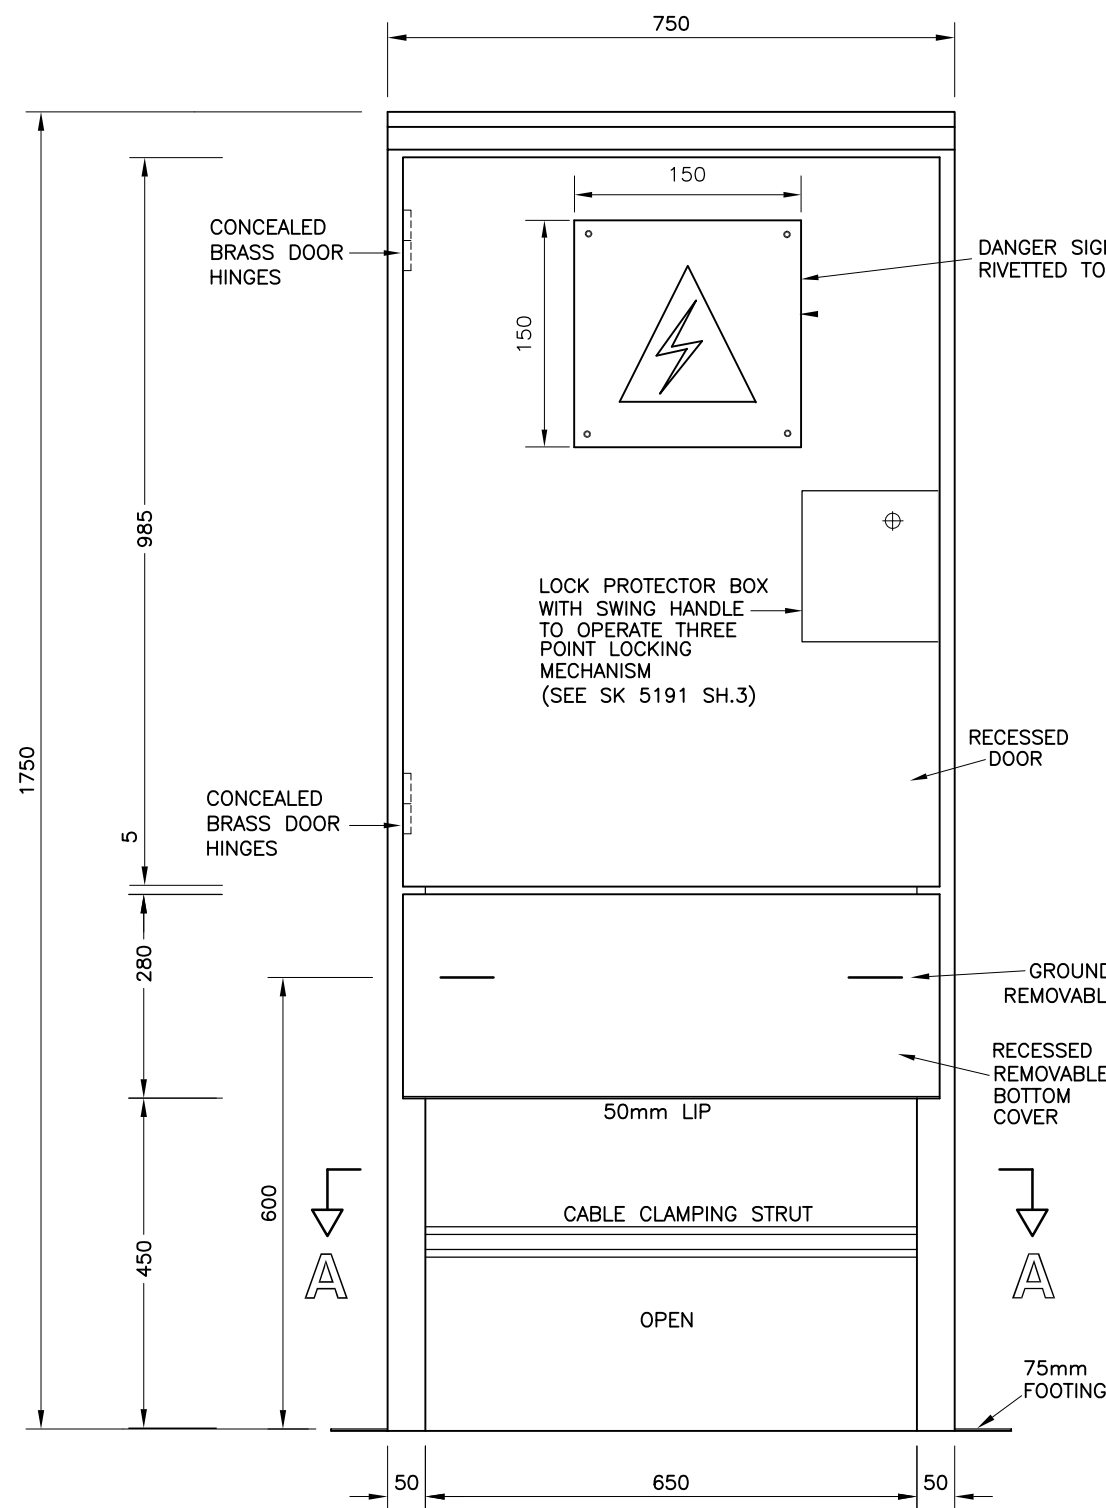 750
150
CONCEALED
BRASS DOOR
HINGES
DANGER
RIVETTED TO
150
985
LOCK PROTECTOR BOX
WITH SWING HANDLE
TO OPERATE THREE
POINT LOCKING
MECHANISM
(SEE SK 5191 SH.3)
RECESSED
DOOR
1750
CONCEALED
BRASS DOOR
HINGES
5
280
GROUND
REMOVABL
RECESSED
REMOVABLE
BOTTOM
COVER
50mm LIP
600
CABLE CLAMPING STRUT
450
A
A
OPEN
75mm
FOOTING
50
650
50